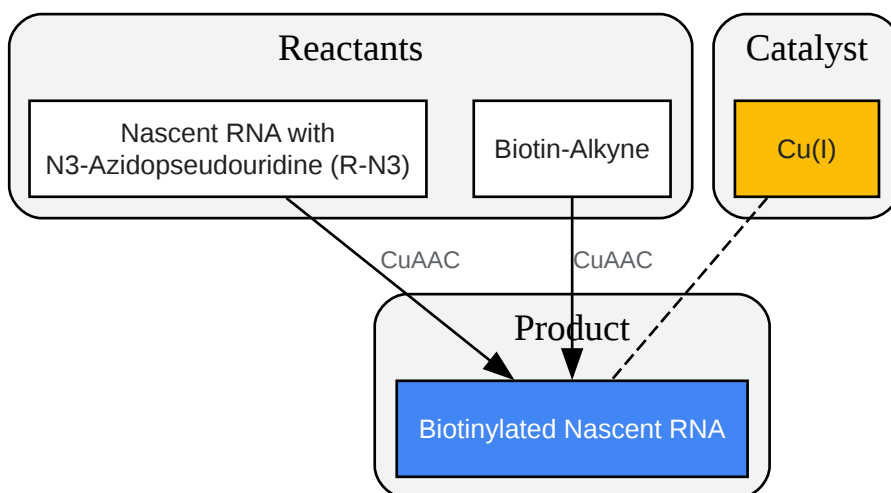 Reactants
Catalyst
Nascent RNA with
N3-Azidopseudouridine (R-N3)
Biotin-Alkyne
Cu(I)
CuAAC
CuAAC
Product
Biotinylated Nascent RNA